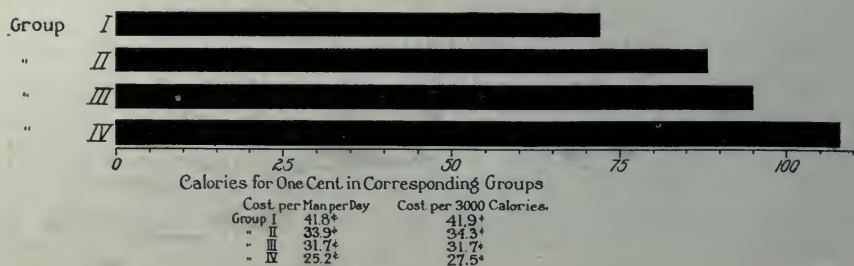 Group I
" II
" III
" IV
0 25 50 75 100
Calories for One Cent in Corresponding Groups
Cost per Man per Day Cost per 3000 Calories.
Group I 41.8¢ 41.9¢
" II 33.9¢ 34.3¢
" III 31.7¢ 31.7¢
" IV 25.2¢ 27.5¢